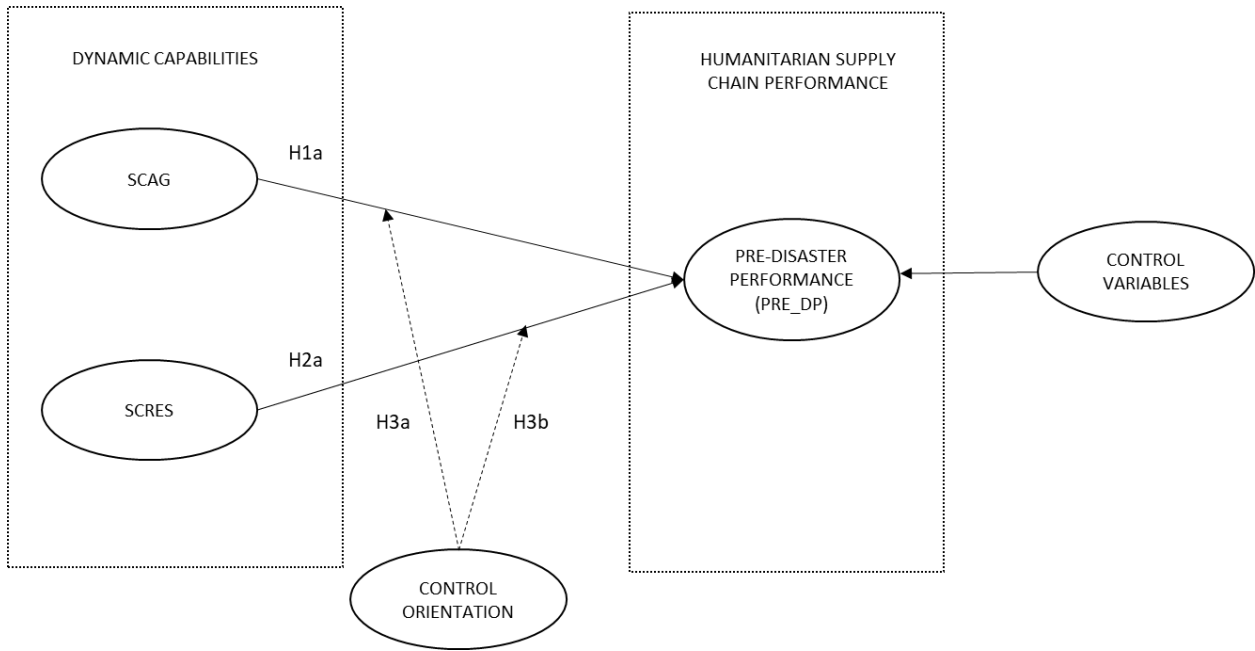 DYNAMIC CAPABILITIES
HUMANITARIAN SUPPLY
CHAIN PERFORMANCE
H1a
SCAG
PRE-DISASTER
PERFORMANCE
(PRE_DP)
CONTROL
VARIABLES
H2a
SCRES
H3a
H3b
CONTROL
ORIENTATION